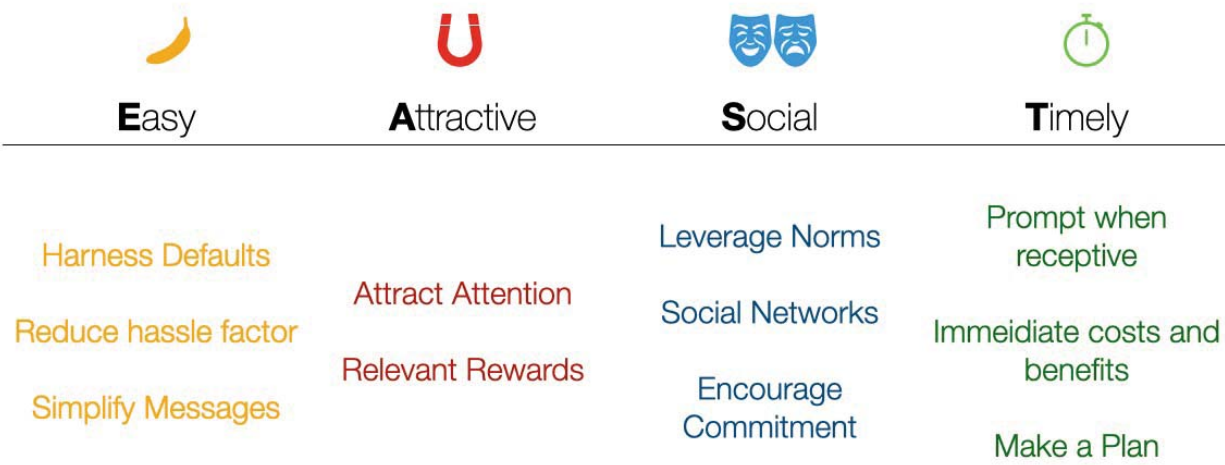 Easy
Attractive
Social
Timely
Harness Defaults
Reduce hassle factor
Simplify Messages
Attract Attention
Relevant Rewards
Leverage Norms
Social Networks
Encourage
Commitment
Prompt when
receptive
Immeidiate costs and
benefits
Make a Plan